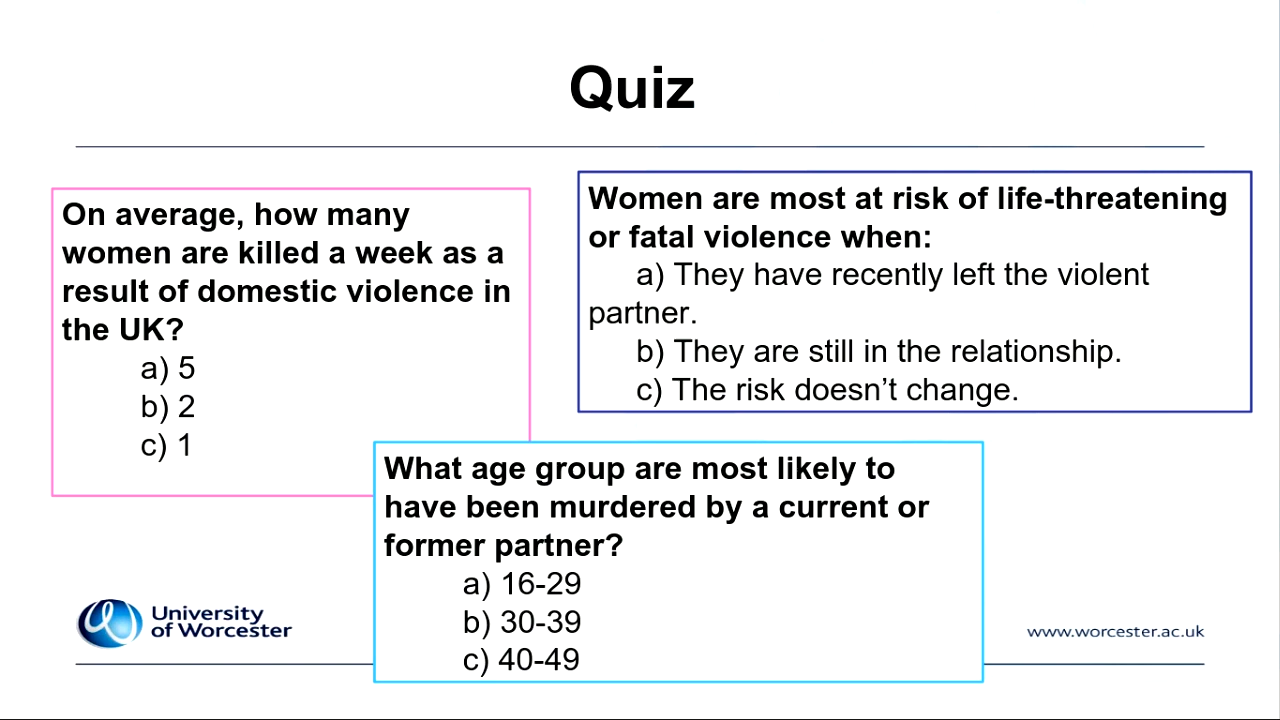 Quiz
On average, how many
women are killed a week as a
result of domestic violence in
the UK?
a) 5
b) 2
c) 1
Women are most at risk of life-threatening
or fatal violence when:
a) They have recently left the violent
partner.
b) They are still in the relationship.
c) The risk doesn’t change.
What age group are most likely to
have been murdered by a current or
former partner?
a) 16-29
b) 30-39
c) 40-49
University
of Worcester
www.worcester.ac.uk